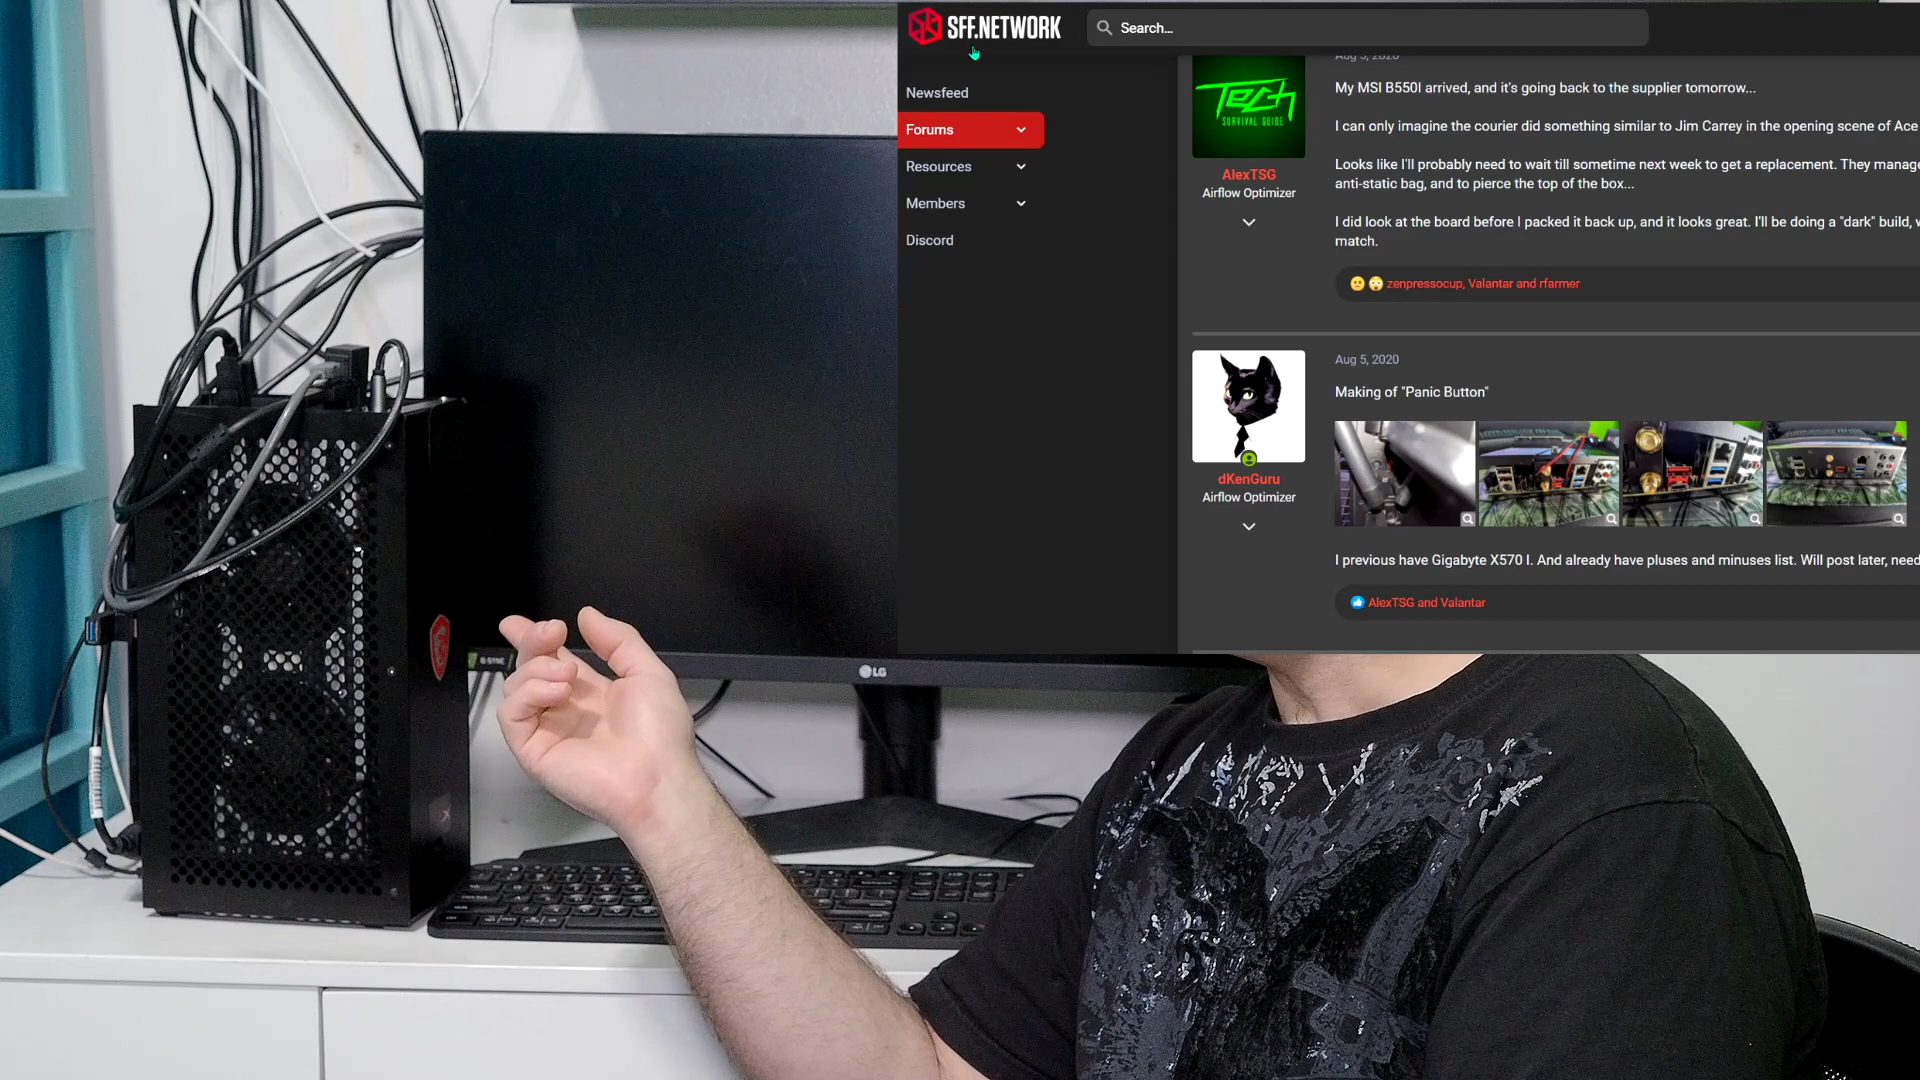 SFF.NETWORK
Search...
Newsfeed
Forums
Resources
Members
Discord
Aug 5, 2020
TECH
SURVIVAL GUIDE
AlexTSG
Airflow Optimizer
My MSI B550I arrived, and it's going back to the supplier tomorrow...
I can only imagine the courier did something similar to Jim Carrey in the opening scene of Ace
Looks like I'll probably need to wait till sometime next week to get a replacement. They manage
anti-static bag, and to pierce the top of the box...
I did look at the board before I packed it back up, and it looks great. I'll be doing a "dark" build, w
match.
zenpressocup, Valantar and rfarmer
dKenGuru
Airflow Optimizer
Aug 5, 2020
Making of "Panic Button"
I previous have Gigabyte X570 I. And already have pluses and minuses list. Will post later, need
AlexTSG and Valantar
G-SYNC
LG